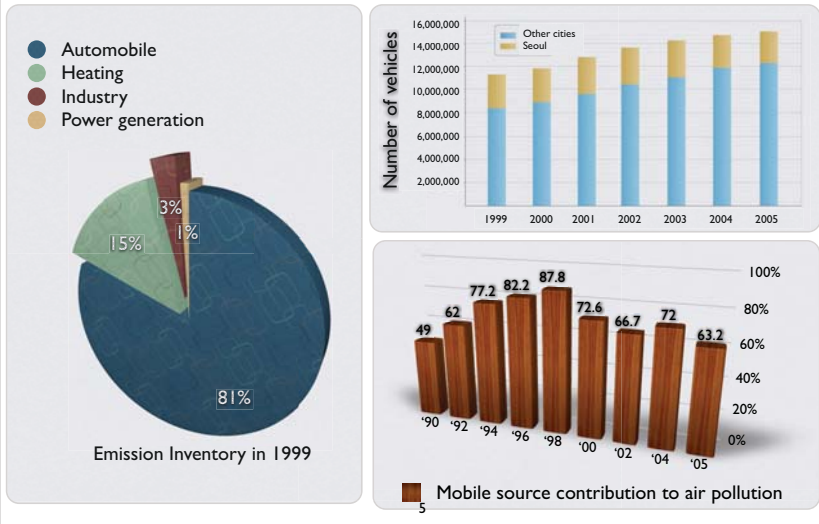 Automobile
Heating
Industry
Power generation
3%
1%
15%
81%
Emission Inventory in 1999
Number of vehicles
16,000,000
14,000,000
12,000,000
10,000,000
8,000,000
6,000,000
4,000,000
2,000,000
Other cities
Seoul
1999 2000 2001 2002 2003 2004 2005
100%
80%
60%
40%
20%
0%
49 62 77.2 82.2 87.8 72.6 66.7 72 63.2
‘90 ‘92 ‘94 ‘96 ‘98 ‘00 ‘02 ‘04 ‘05
Mobile source contribution to air pollution
5